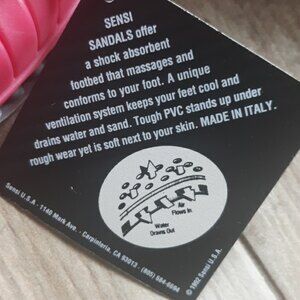 SENSI
SANDALS offer
a shock absorbent
footbed that massages and
conforms to your foot. A unique
ventilation system keeps your feet cool and
drains water and sand. Tough PVC stands up under
rough wear yet is soft next to your skin. MADE IN ITALY.
Flows In
Water
Drains Out
Sensi U.S.A. · 1140 Mark Ave. · Carpinteria, CA 93013 · (805) 684-6694
© 1992 Sensi U.S.A.